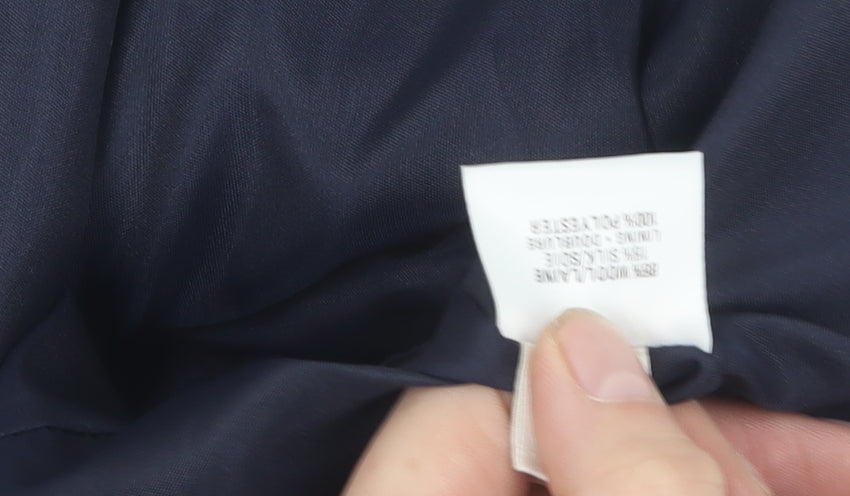 85% WOOL/LAINE
15% SILK/SOIE
LINING - DOUBLURE
100% POLYESTER